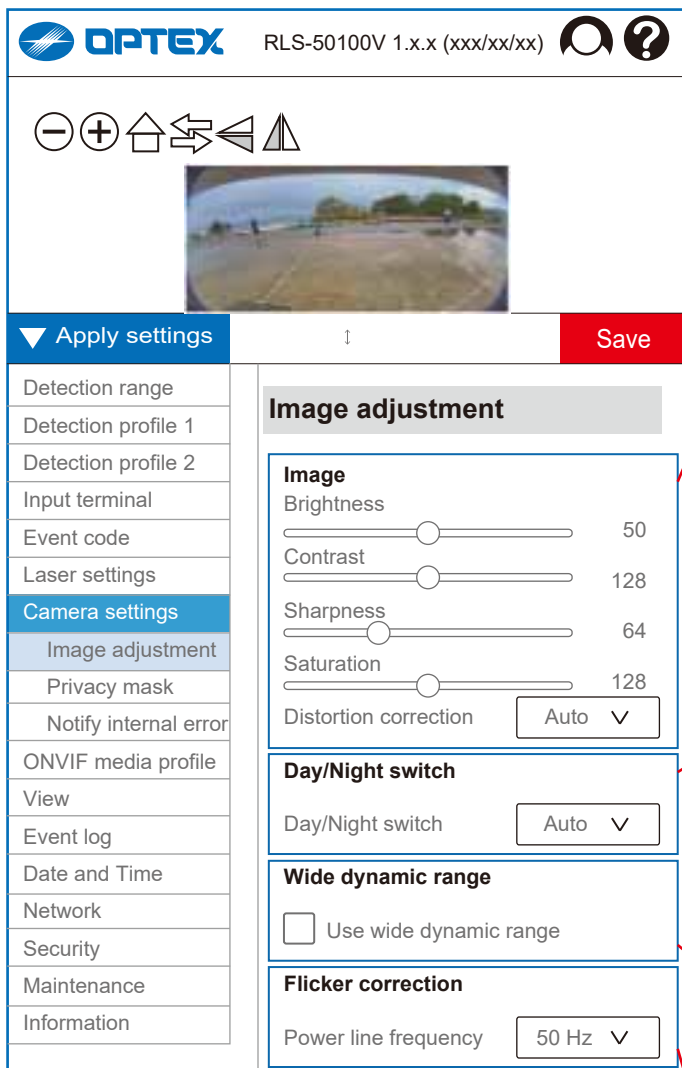 OPTEX RLS-50100V 1.x.x (xxx/xx/xx) ?
Apply settings Save
Detection range
Detection profile 1
Detection profile 2
Input terminal
Event code
Laser settings
Camera settings
Image adjustment
Privacy mask
Notify internal error
ONVIF media profile
View
Event log
Date and Time
Network
Security
Maintenance
Information
Image adjustment
Image
Brightness
50
Contrast
128
Sharpness
64
Saturation
128
Distortion correction Auto
Day/Night switch
Day/Night switch Auto
Wide dynamic range
Use wide dynamic range
Flicker correction
Power line frequency 50 Hz